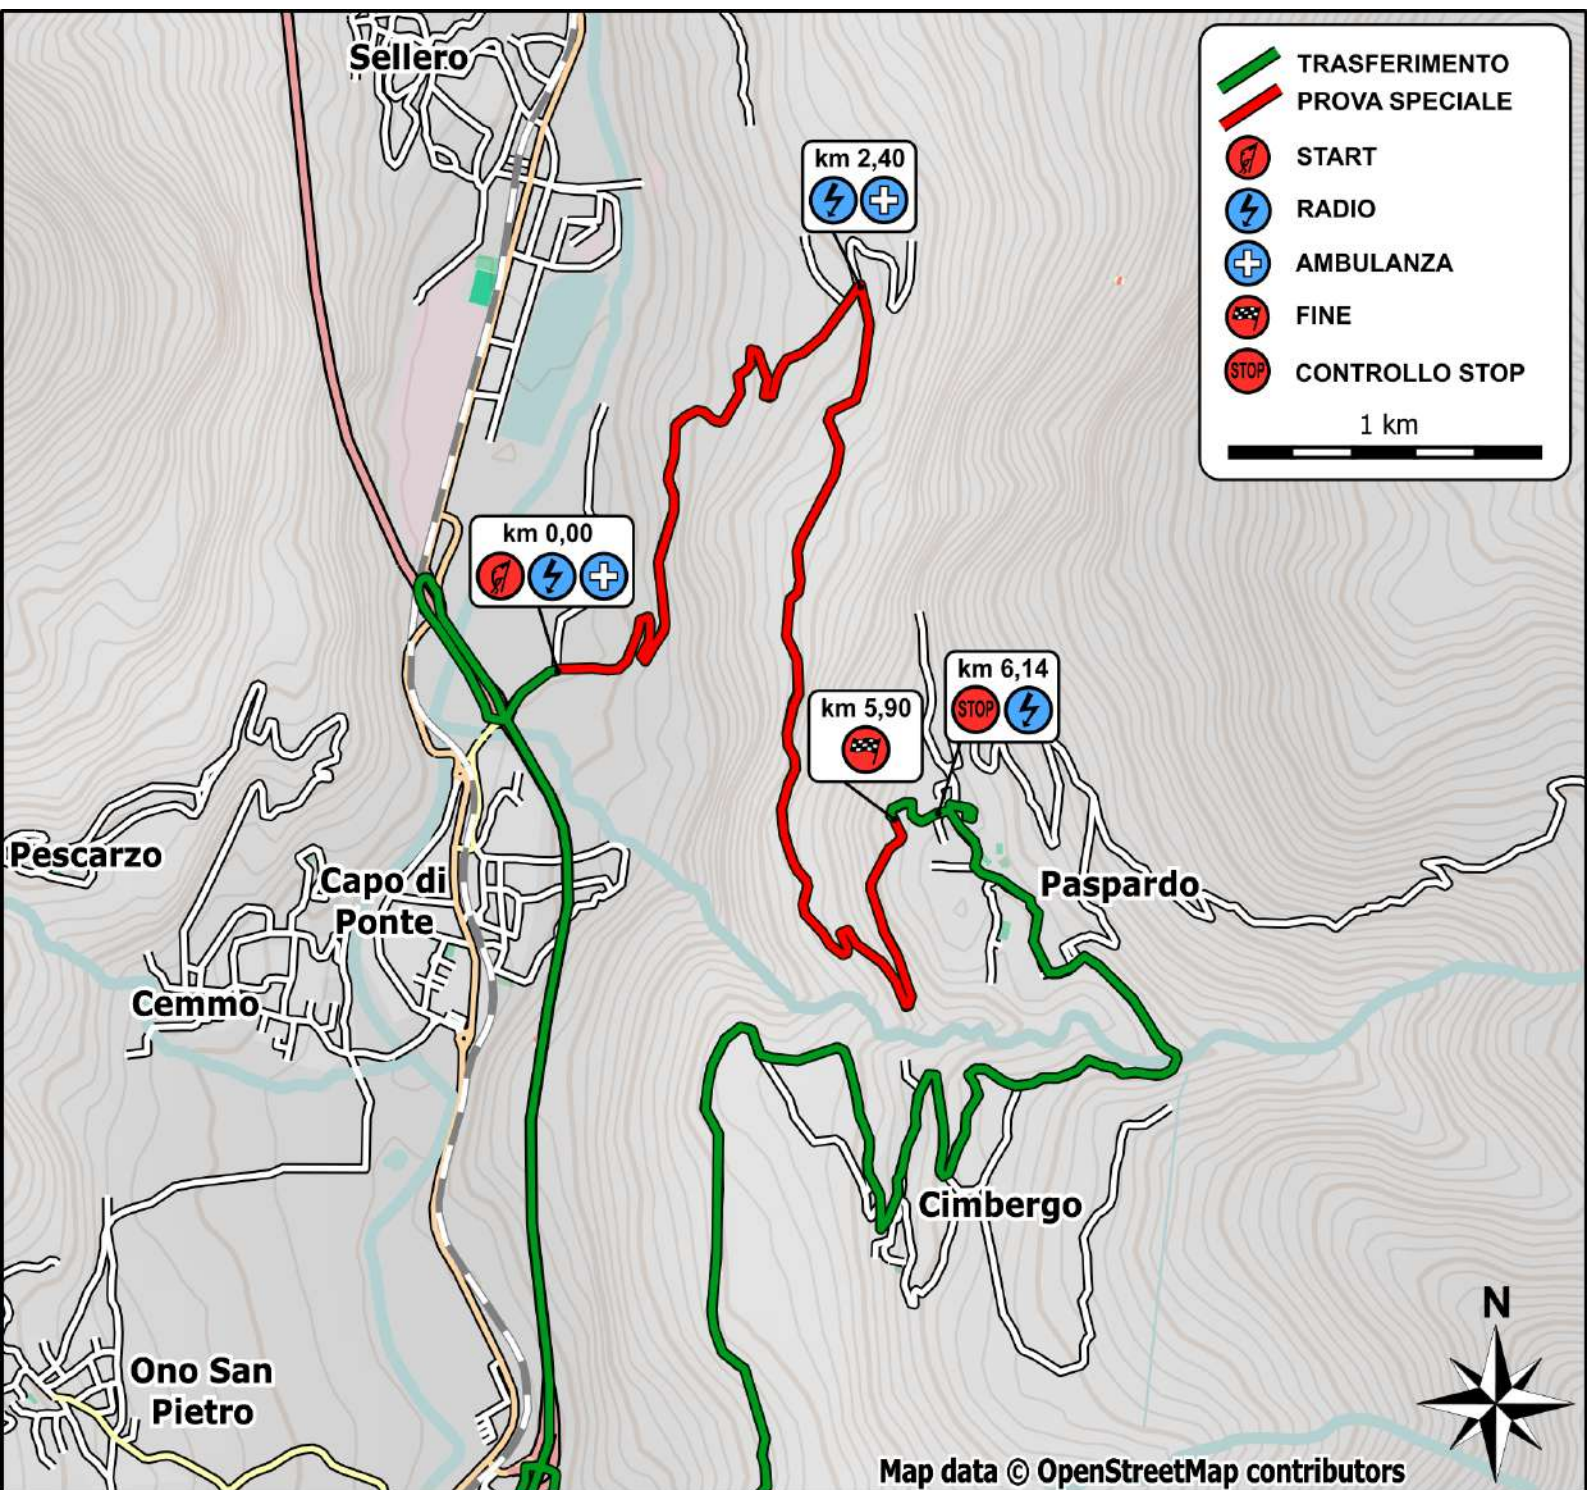 Sellero
TRASFERIMENTO
PROVA SPECIALE
START
RADIO
AMBULANZA
FINE
STOP
CONTROLLO STOP
1 km
km 2,40
km 0,00
km 6,14
STOP
km 5,90
Pescarzo
Capo di
Ponte
Paspardo
Cemmo
Cimbergo
Ono San
Pietro
N
Map data © OpenStreetMap contributors